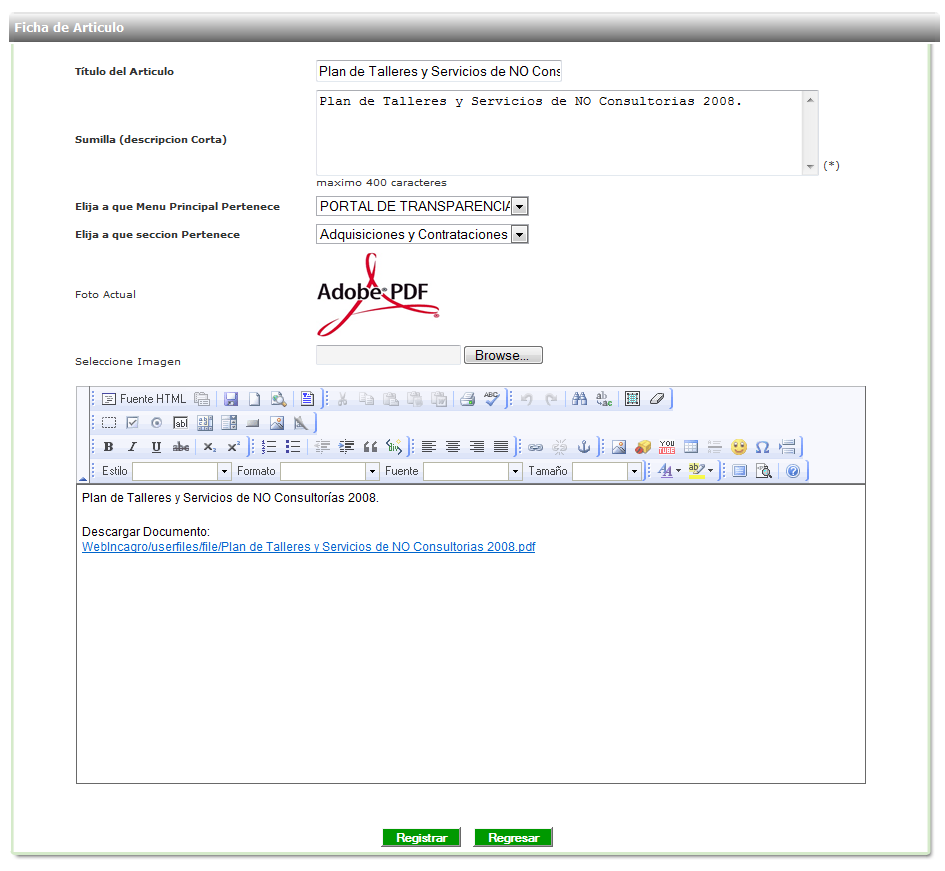 Ficha de Articulo
Título del Articulo
Plan de Talleres y Servicios de NO Cons
Sumilla (descripcion Corta)
Plan de Talleres y Servicios de NO Consultorias 2008.
(*)
maximo 400 caracteres
Elija a que Menu Principal Pertenece
PORTAL DE TRANSPARENCIA
Elija a que seccion Pertenece
Adquisiciones y Contrataciones
Foto Actual
Adobe PDF
Seleccione Imagen
Browse...
Fuente HTML
Estilo Formato Fuente Tamaño
Plan de Talleres y Servicios de NO Consultorías 2008.
Descargar Documento:
WebIncagro/userfiles/file/Plan de Talleres y Servicios de NO Consultorias 2008.pdf
Registrar Regresar